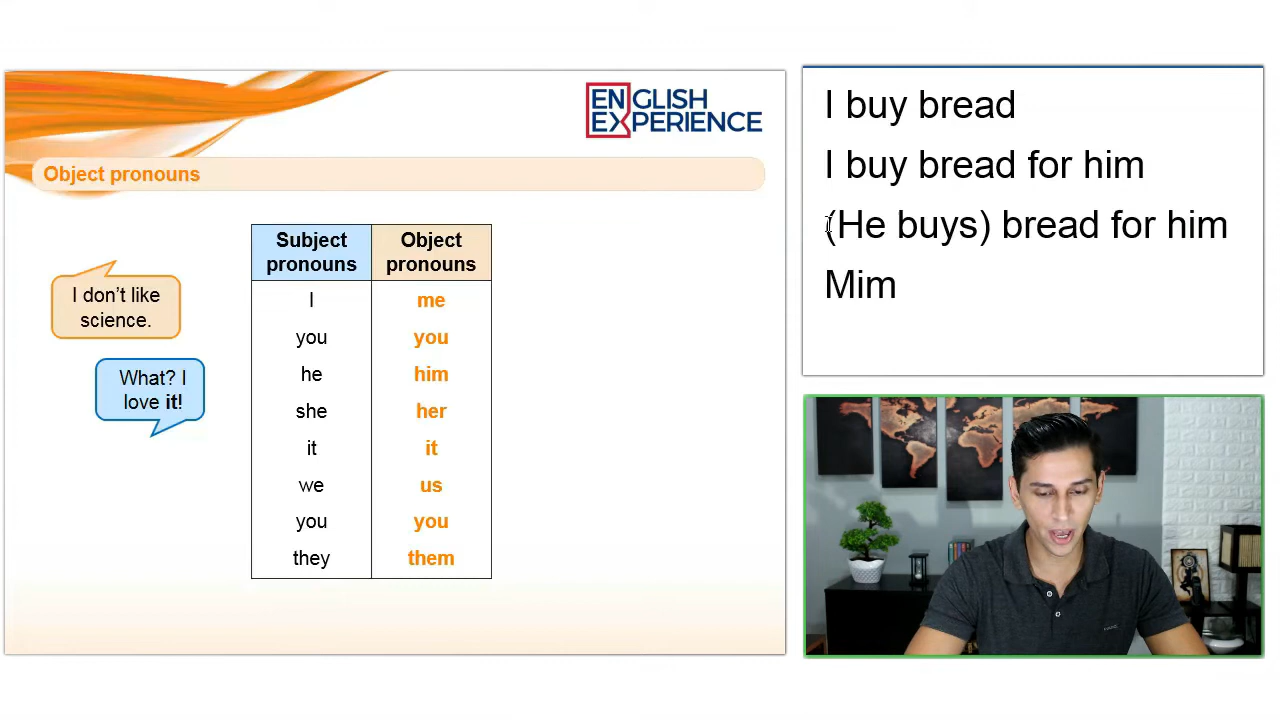 ENGLISH
EXPERIENCE
Object pronouns
I don't like
science.
What? I
love it!
Subject pronouns Object pronouns
I me
you you
he him
she her
it it
we us
you you
they them
I buy bread
I buy bread for him
(He buys) bread for him
Mim